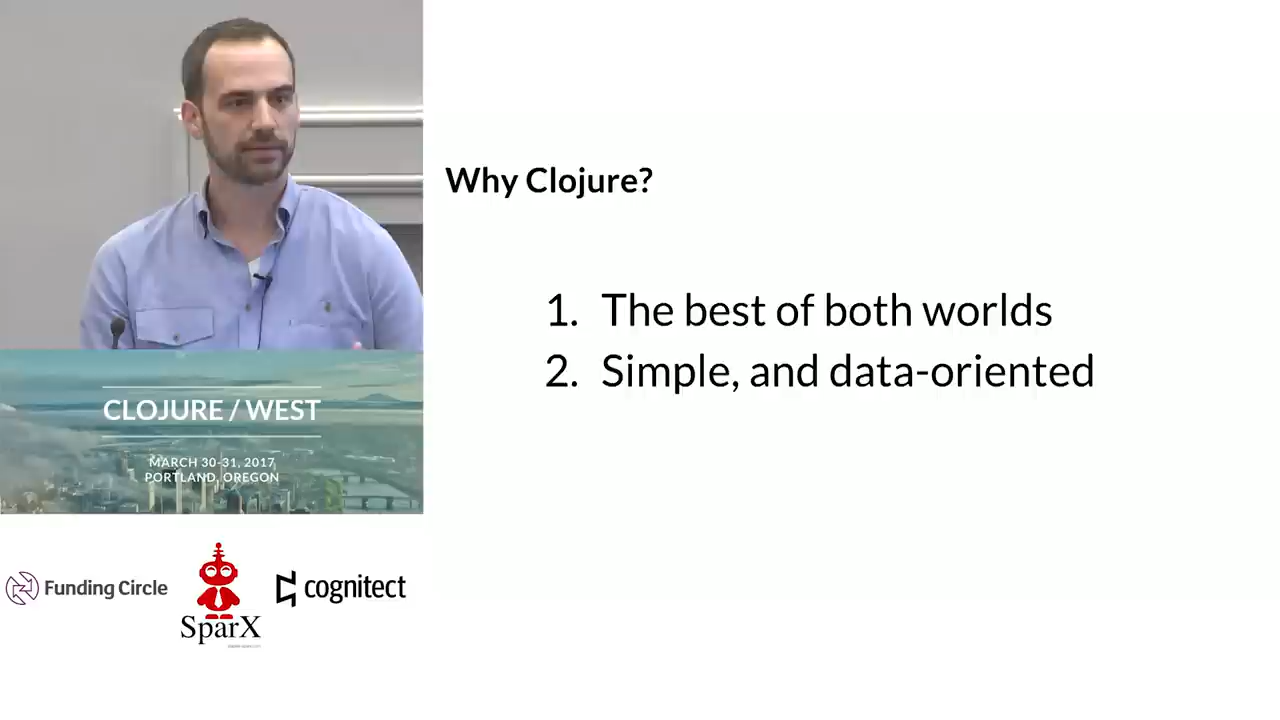 Why Clojure?
1. The best of both worlds
2. Simple, and data-oriented
CLOJURE / WEST
MARCH 30-31, 2017
PORTLAND, OREGON
Funding Circle
SparX
cognitect